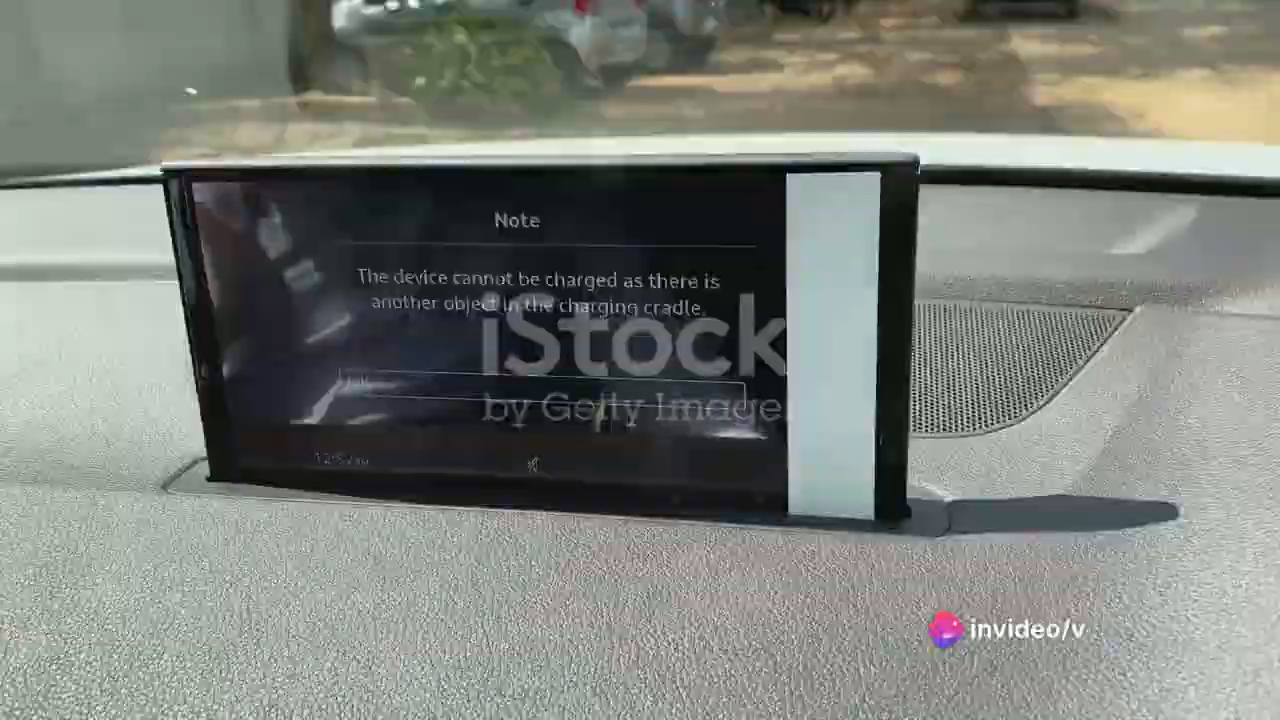 Note
The device cannot be charged as there is
another object in the charging cradle.
iStock
by Getty Images
invideo/v